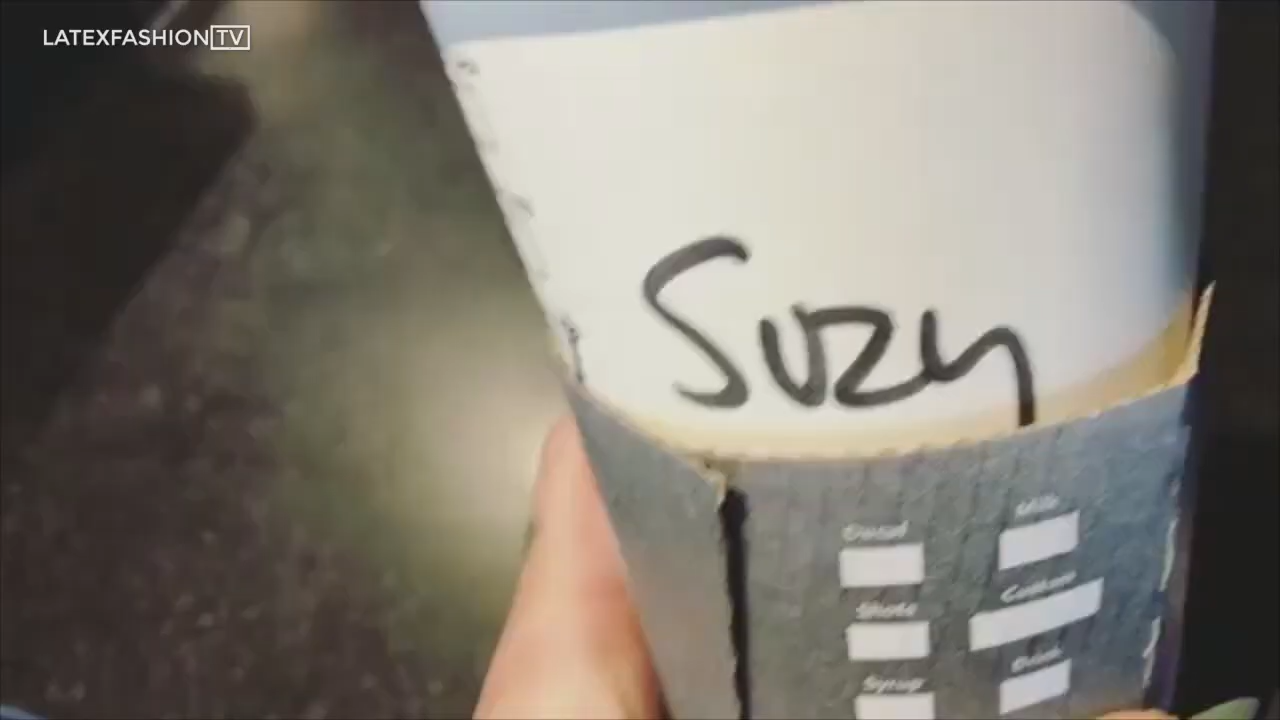 LATEXFASHIONTV
Suzy
Decaf
Milk
Shots
Custom
Syrup
Drink